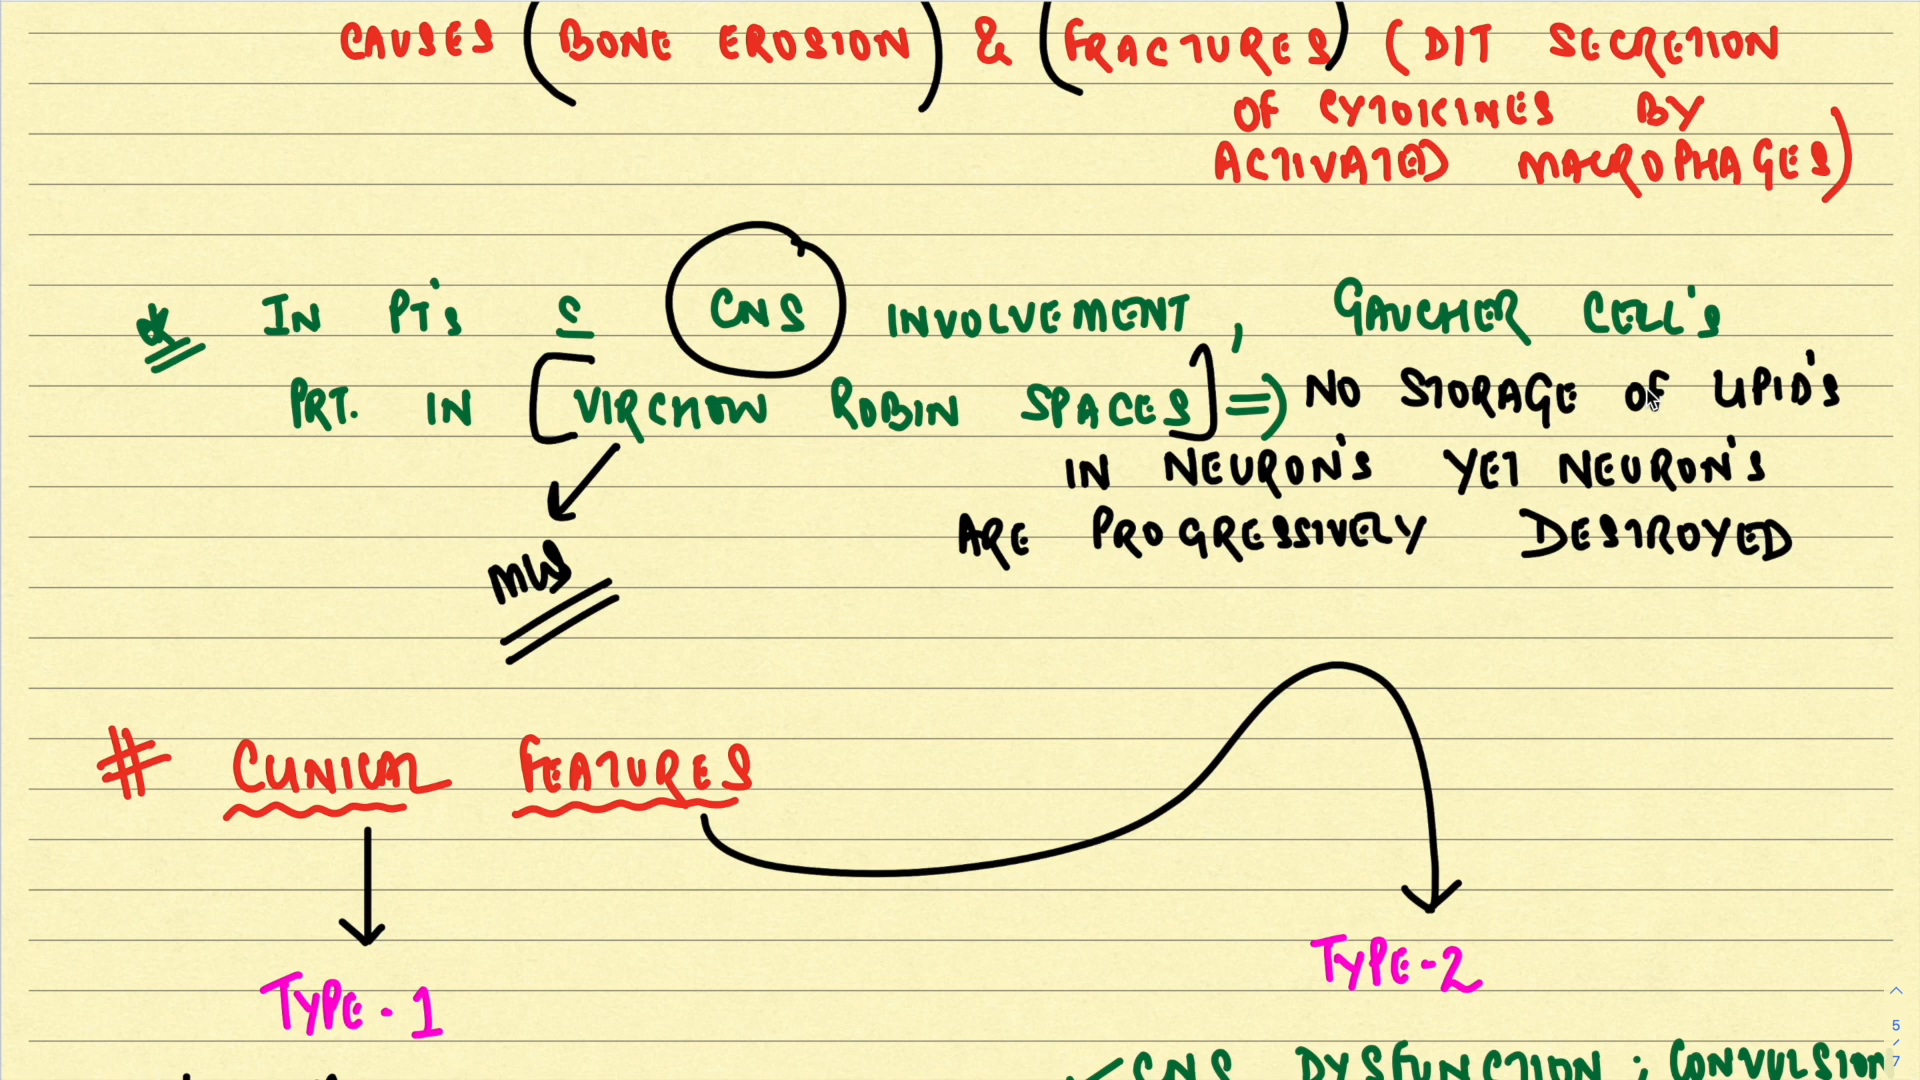 CAUSES (BONE EROSION) & (FRACTURES) (DIT SECRETION
OF CYTOKINES BY
ACTIVATED MACROPHAGES)
* IN PT's c CNS INVOLVEMENT, GAUCHER CELL's
PRT. IN [VIRCHOW ROBIN SPACES] => NO STORAGE OF LIPID's
IN NEURON's YET NEURON's
ARE PROGRESSIVELY DESTROYED
# CLINICAL FEATURES
TYPE-2
TYPE-1
CNS DYSFUNCTION; CONVULSION
5
7